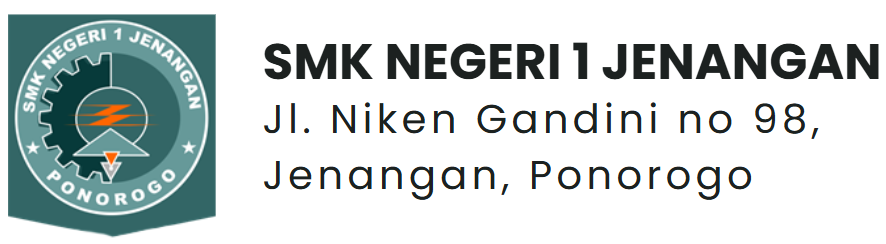 SMK NEGERI 1 JENANGAN
PONOROGO
SMK NEGERI 1 JENANGAN
Jl. Niken Gandini no 98,
Jenangan, Ponorogo